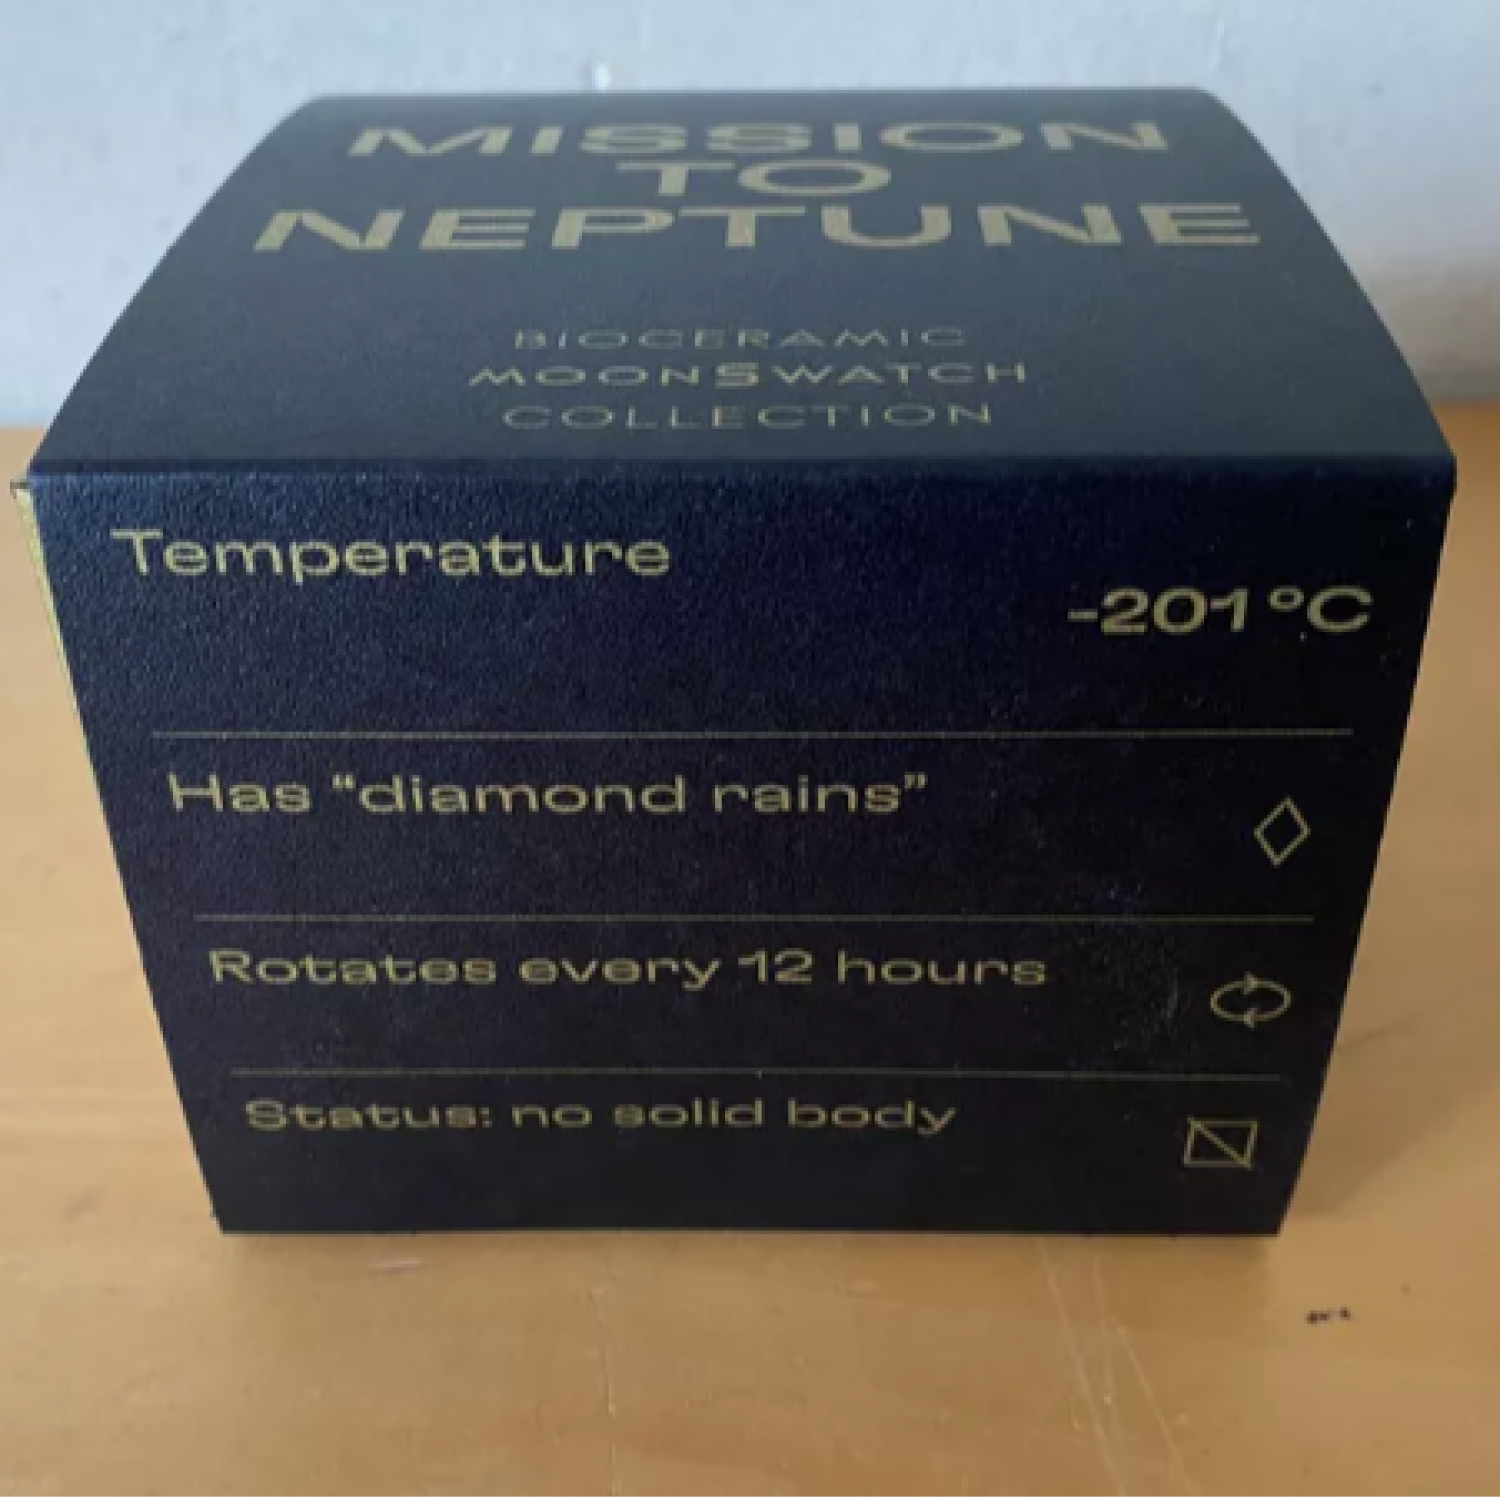 MISSION
TO
NEPTUNE
BIOCERAMIC
MOONSWATCH
COLLECTION
Temperature
-201°C
Has “diamond rains”
Rotates every 12 hours
Status: no solid body